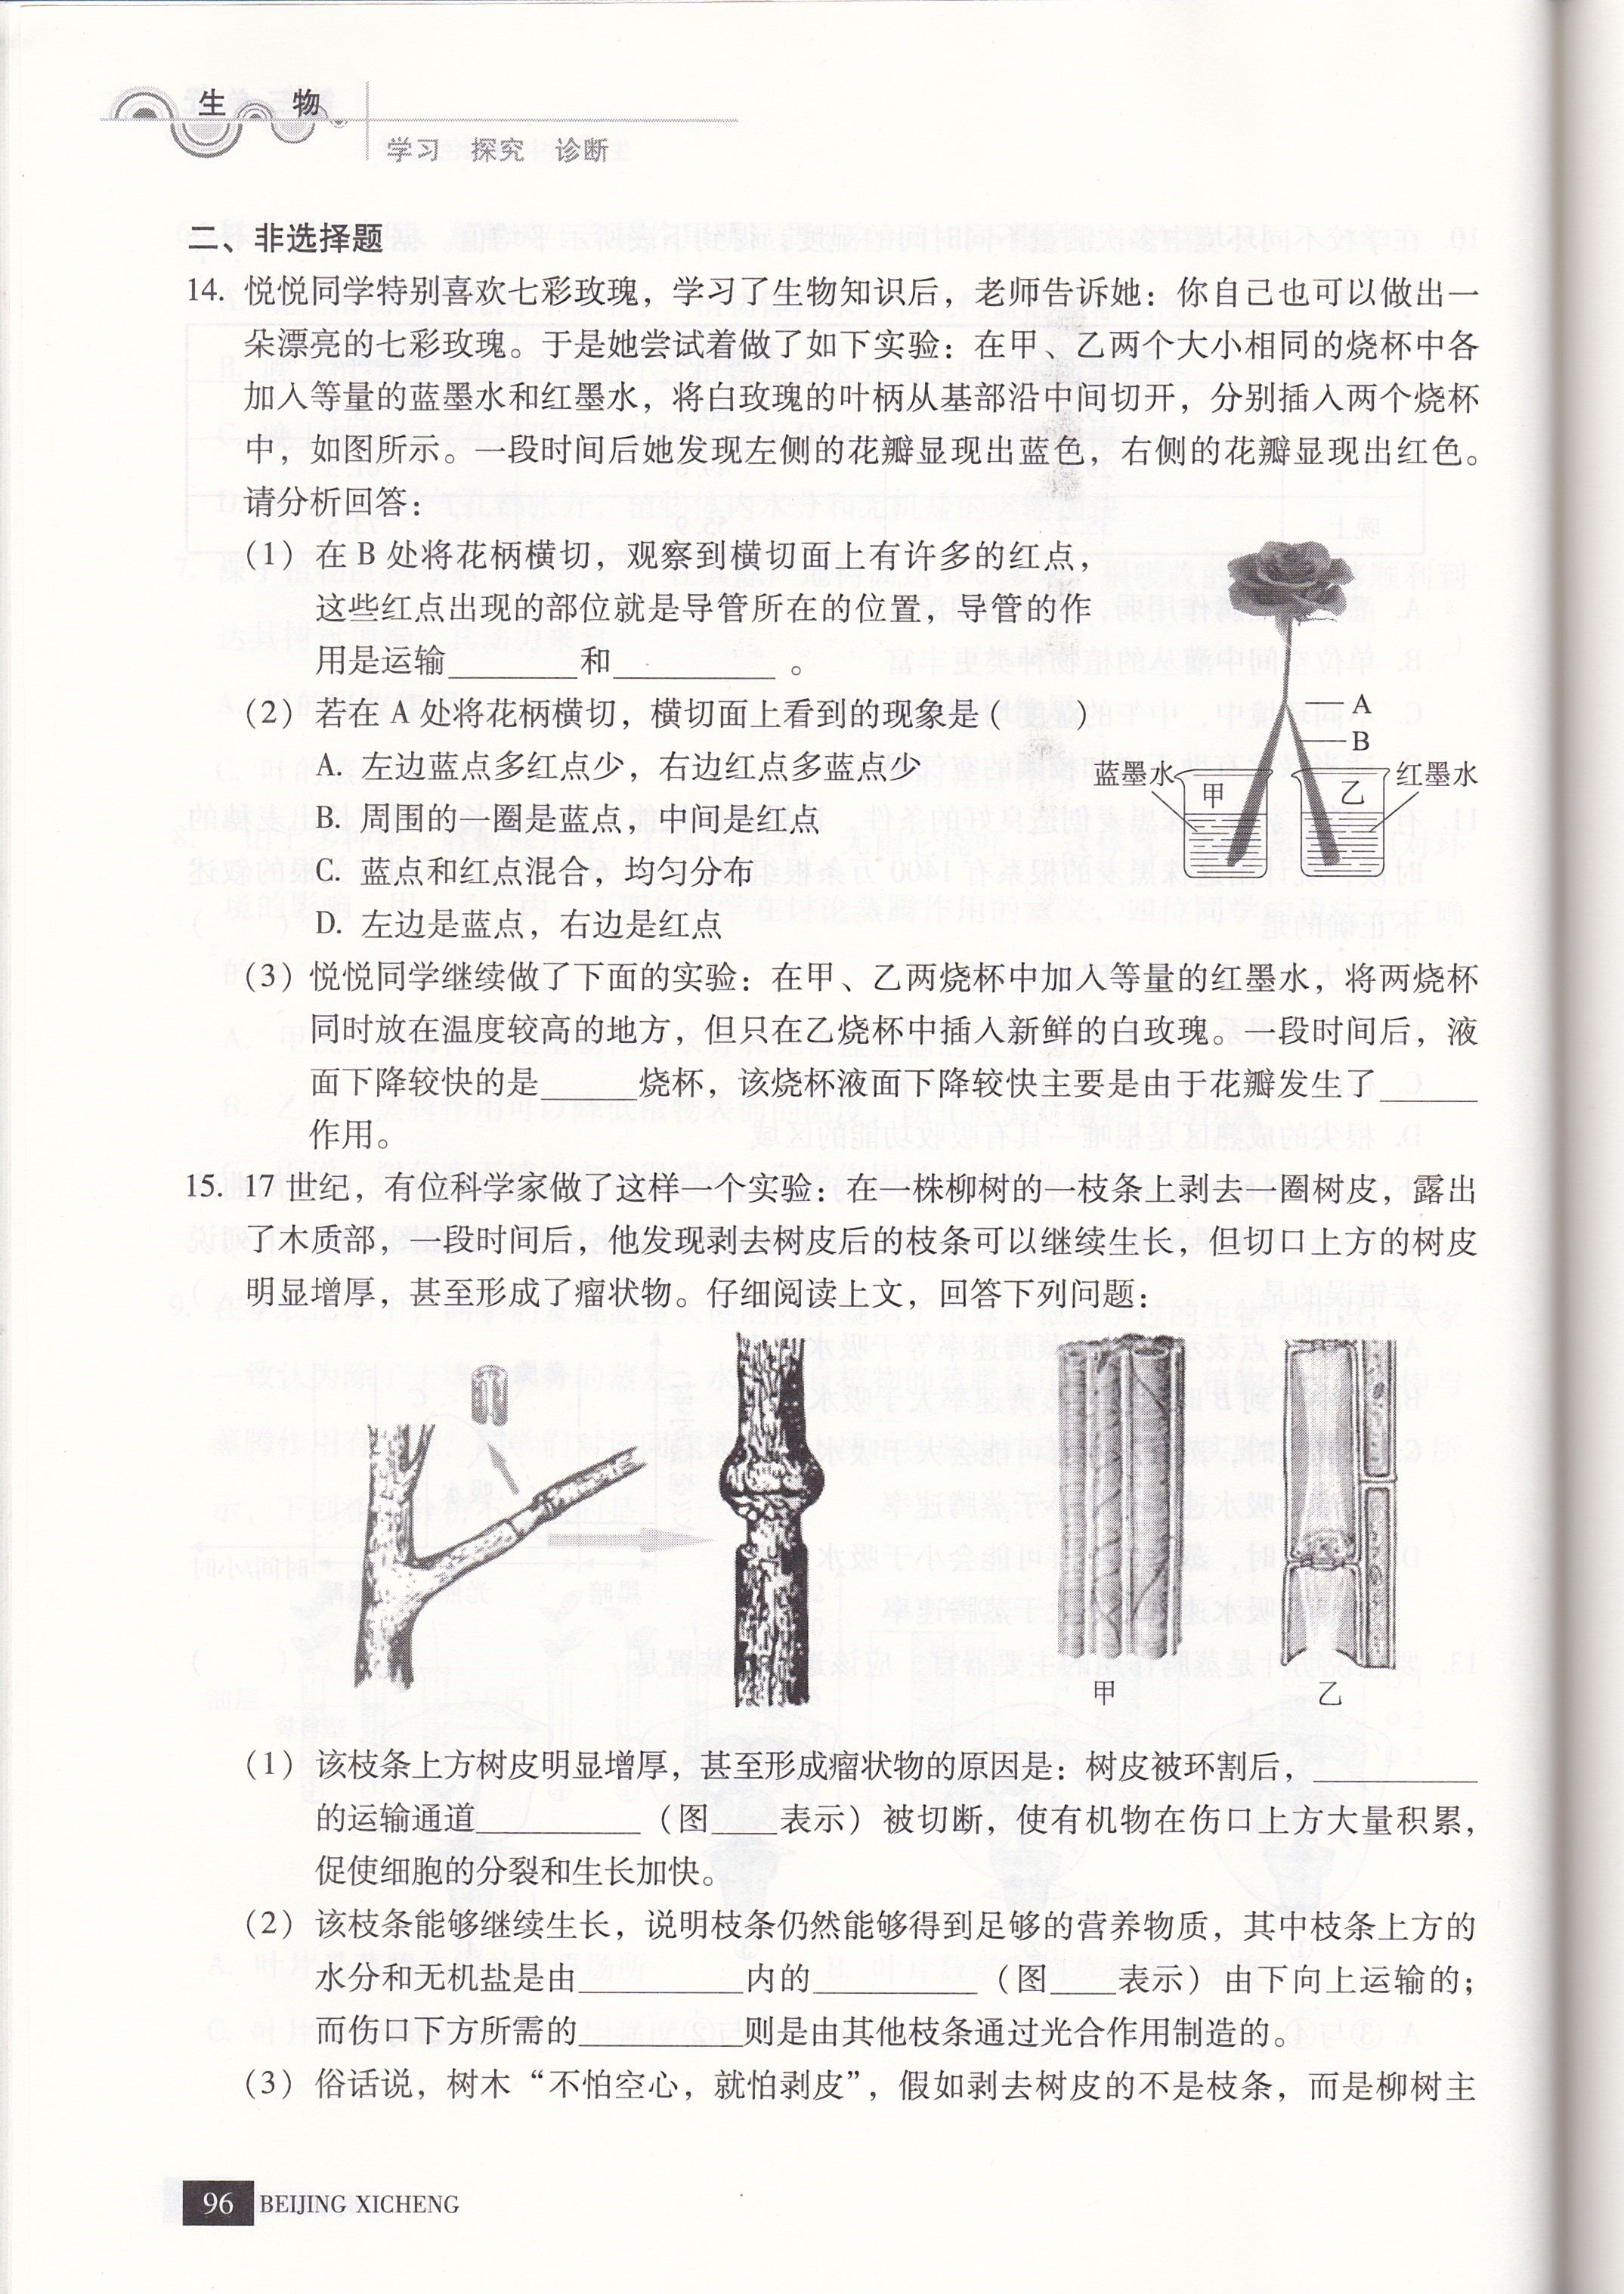 生 物
学习 探究 诊断
二、非选择题
14. 悦悦同学特别喜欢七彩玫瑰，学习了生物知识后，老师告诉她：你自己也可以做出一
朵漂亮的七彩玫瑰。于是她尝试着做了如下实验：在甲、乙两个大小相同的烧杯中各
加入等量的蓝墨水和红墨水，将白玫瑰的叶柄从基部沿中间切开，分别插入两个烧杯
中，如图所示。一段时间后她发现左侧的花瓣显现出蓝色，右侧的花瓣显现出红色。
请分析回答：
（1）在 B 处将花柄横切，观察到横切面上有许多的红点，
这些红点出现的部位就是导管所在的位置，导管的作
用是运输________和__________ 。
（2）若在 A 处将花柄横切，横切面上看到的现象是（　　）
A. 左边蓝点多红点少，右边红点多蓝点少
B. 周围的一圈是蓝点，中间是红点
C. 蓝点和红点混合，均匀分布
D. 左边是蓝点，右边是红点
A
B
蓝墨水
甲
乙
红墨水
（3）悦悦同学继续做了下面的实验：在甲、乙两烧杯中加入等量的红墨水，将两烧杯
同时放在温度较高的地方，但只在乙烧杯中插入新鲜的白玫瑰。一段时间后，液
面下降较快的是______烧杯，该烧杯液面下降较快主要是由于花瓣发生了______
作用。
15. 17 世纪，有位科学家做了这样一个实验：在一株柳树的一枝条上剥去一圈树皮，露出
了木质部，一段时间后，他发现剥去树皮后的枝条可以继续生长，但切口上方的树皮
明显增厚，甚至形成了瘤状物。仔细阅读上文，回答下列问题：
甲
乙
（1）该枝条上方树皮明显增厚，甚至形成瘤状物的原因是：树皮被环割后，__________
的运输通道__________（图____表示）被切断，使有机物在伤口上方大量积累，
促使细胞的分裂和生长加快。
（2）该枝条能够继续生长，说明枝条仍然能够得到足够的营养物质，其中枝条上方的
水分和无机盐是由__________内的__________（图____表示）由下向上运输的；
而伤口下方所需的__________则是由其他枝条通过光合作用制造的。
（3）俗话说，树木“不怕空心，就怕剥皮”，假如剥去树皮的不是枝条，而是柳树主
96 BEIJING XICHENG